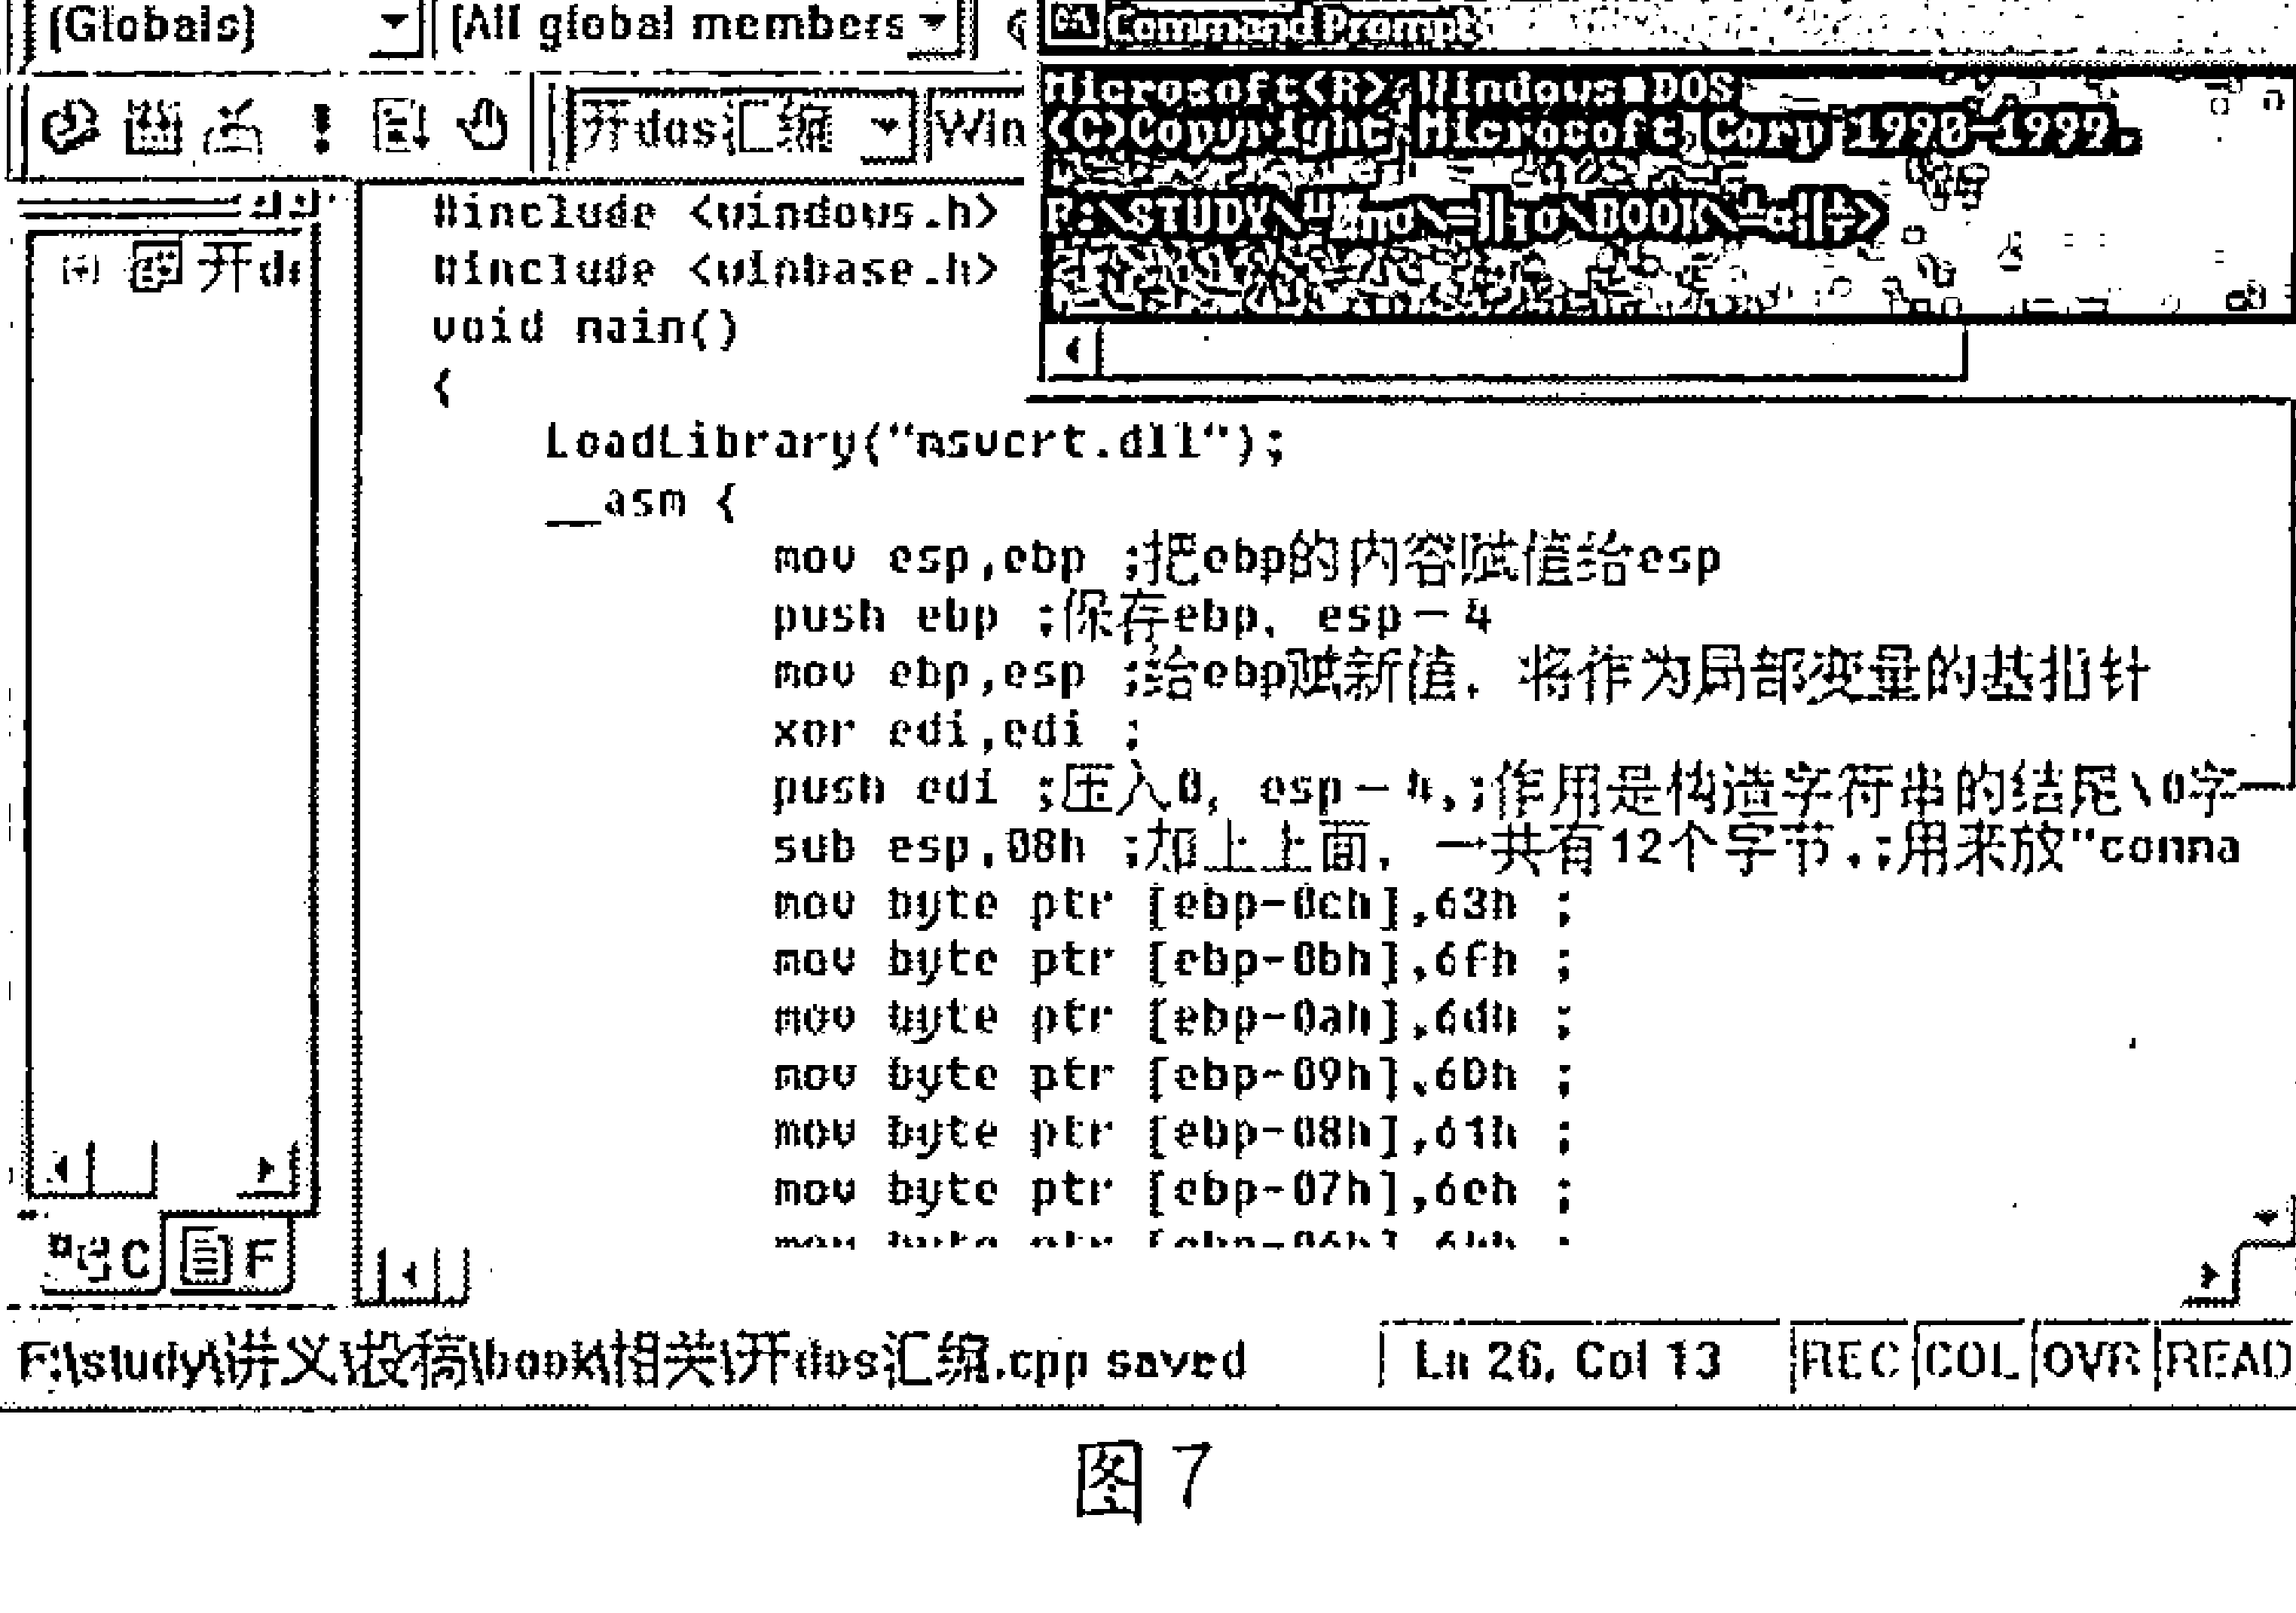 (Globals) (All global members
Command Prompt
Microsoft(R) Windows DOS
(C)Copyright Microsoft Corp 1990-1999.
开dos汇编 Win
#include <windows.h>
#include <winbase.h>
开d
void main()
{
LoadLibrary("msvcrt.dll");
__asm {
mov esp,ebp ;把ebp的内容赋值给esp
push ebp ;保存ebp, esp-4
mov ebp,esp ;给ebp赋新值, 将作为局部变量的基指针
xor edi,edi ;
push edi ;压入0, esp-4,;作用是构造字符串的结尾\0字
sub esp,08h ;加上上面, 一共有12个字节,;用来放"comma
mov byte ptr [ebp-0ch],63h ;
mov byte ptr [ebp-0bh],6fh ;
mov byte ptr [ebp-0ah],6dh ;
mov byte ptr [ebp-09h],6Dh ;
mov byte ptr [ebp-08h],61h ;
mov byte ptr [ebp-07h],6eh ;
C F
F:\study\讲义\投稿\book\相关\开dos汇编.cpp saved Ln 26, Col 13 REC COL OVR READ
图 7